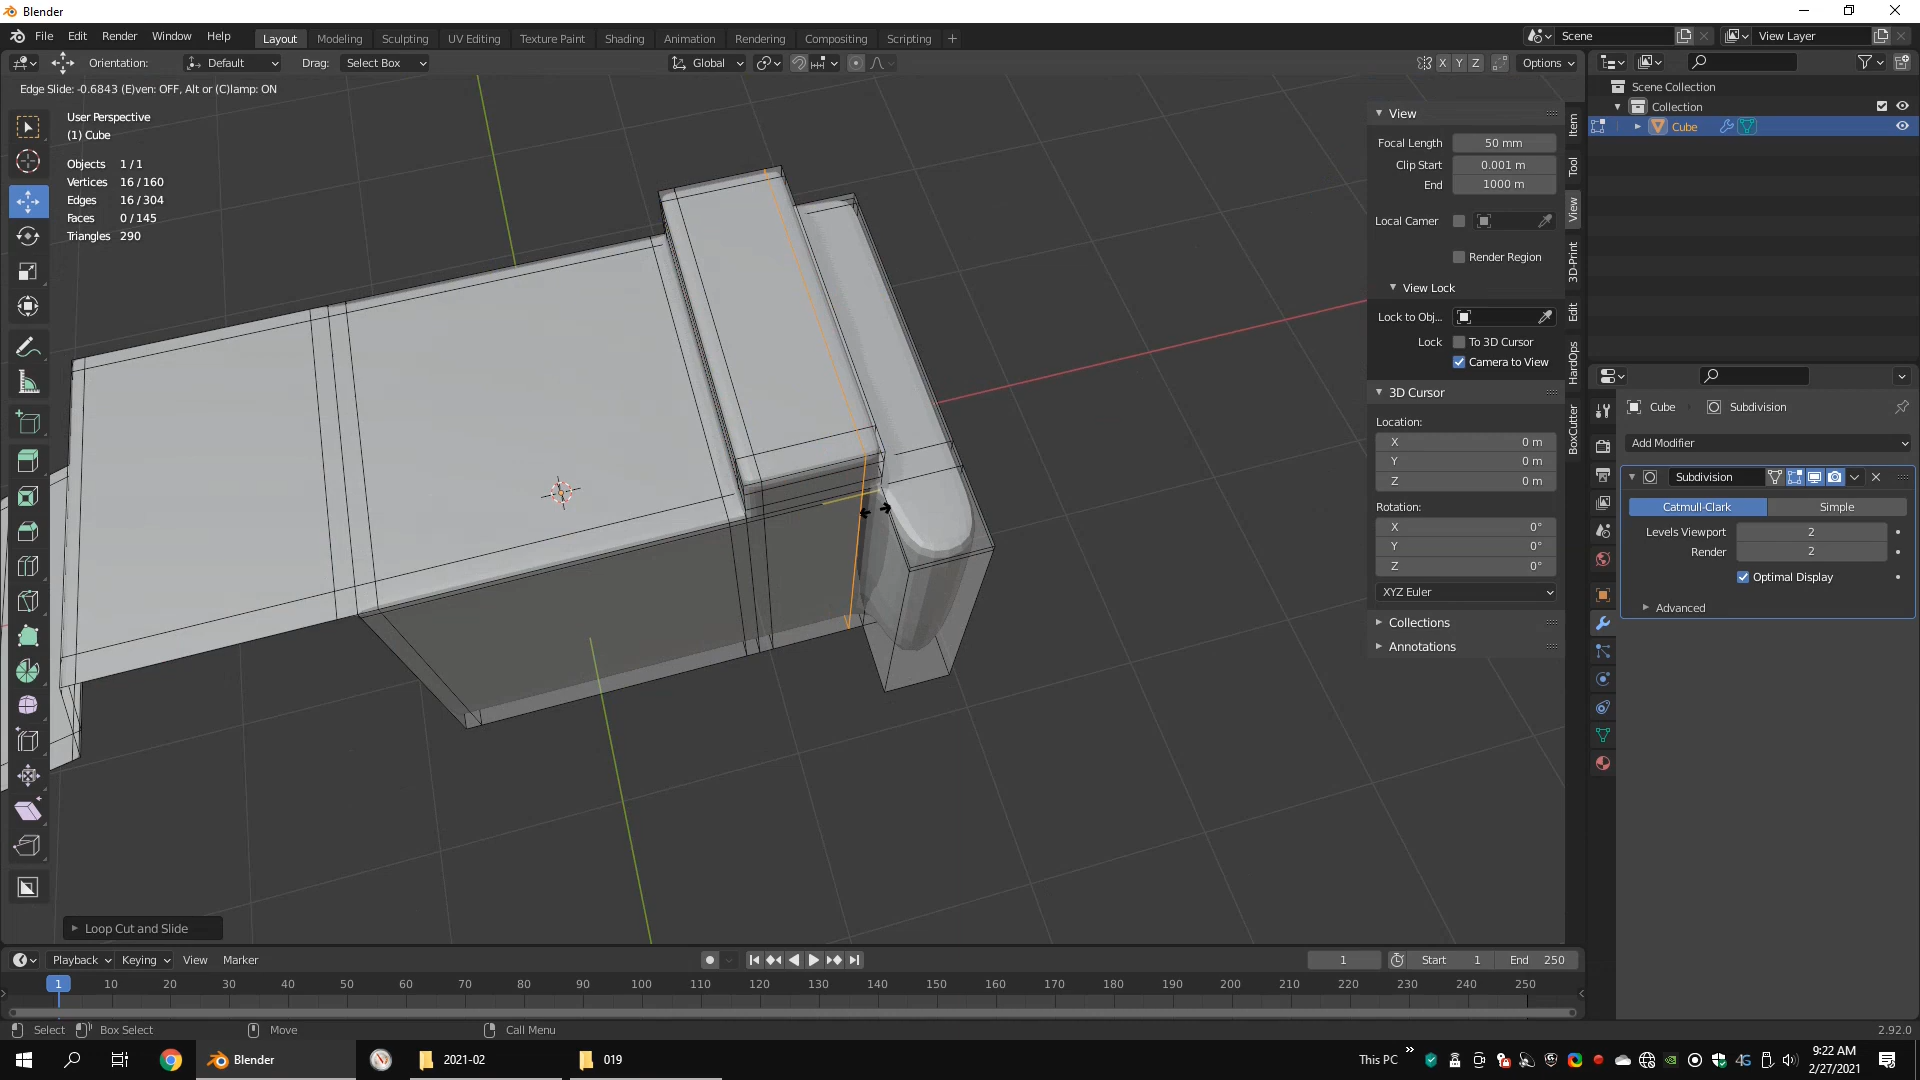 Blender
File Edit Render Window Help
Layout Modeling Sculpting UV Editing Texture Paint Shading Animation Rendering Compositing Scripting
Scene
View Layer
Orientation: Default Drag: Select Box
Global
X Y Z Options
Edge Slide: -0.6843 (E)ven: OFF, Alt or (C)lamp: ON
User Perspective
(1) Cube
Objects 1 / 1
Vertices 16 / 160
Edges 16 / 304
Faces 0 / 145
Triangles 290
View
Focal Length 50 mm
Clip Start 0.001 m
End 1000 m
Local Camer
Render Region
View Lock
Lock to Obj...
Lock To 3D Cursor
Camera to View
3D Cursor
Location:
X 0 m
Y 0 m
Z 0 m
Rotation:
X 0°
Y 0°
Z 0°
XYZ Euler
Collections
Annotations
Item
Tool
View
3D-Print
Edit
HardOps
BoxCutter
Scene Collection
Collection
Cube
Cube Subdivision
Add Modifier
Subdivision
Catmull-Clark Simple
Levels Viewport 2
Render 2
Optimal Display
Advanced
Loop Cut and Slide
Playback Keying View Marker
1 Start 1 End 250
1 10 20 30 40 50 60 70 80 90 100 110 120 130 140 150 160 170 180 190 200 210 220 230 240 250
Select Box Select Move Call Menu 2.92.0
Blender 2021-02 019 This PC 4G
9:22 AM
2/27/2021